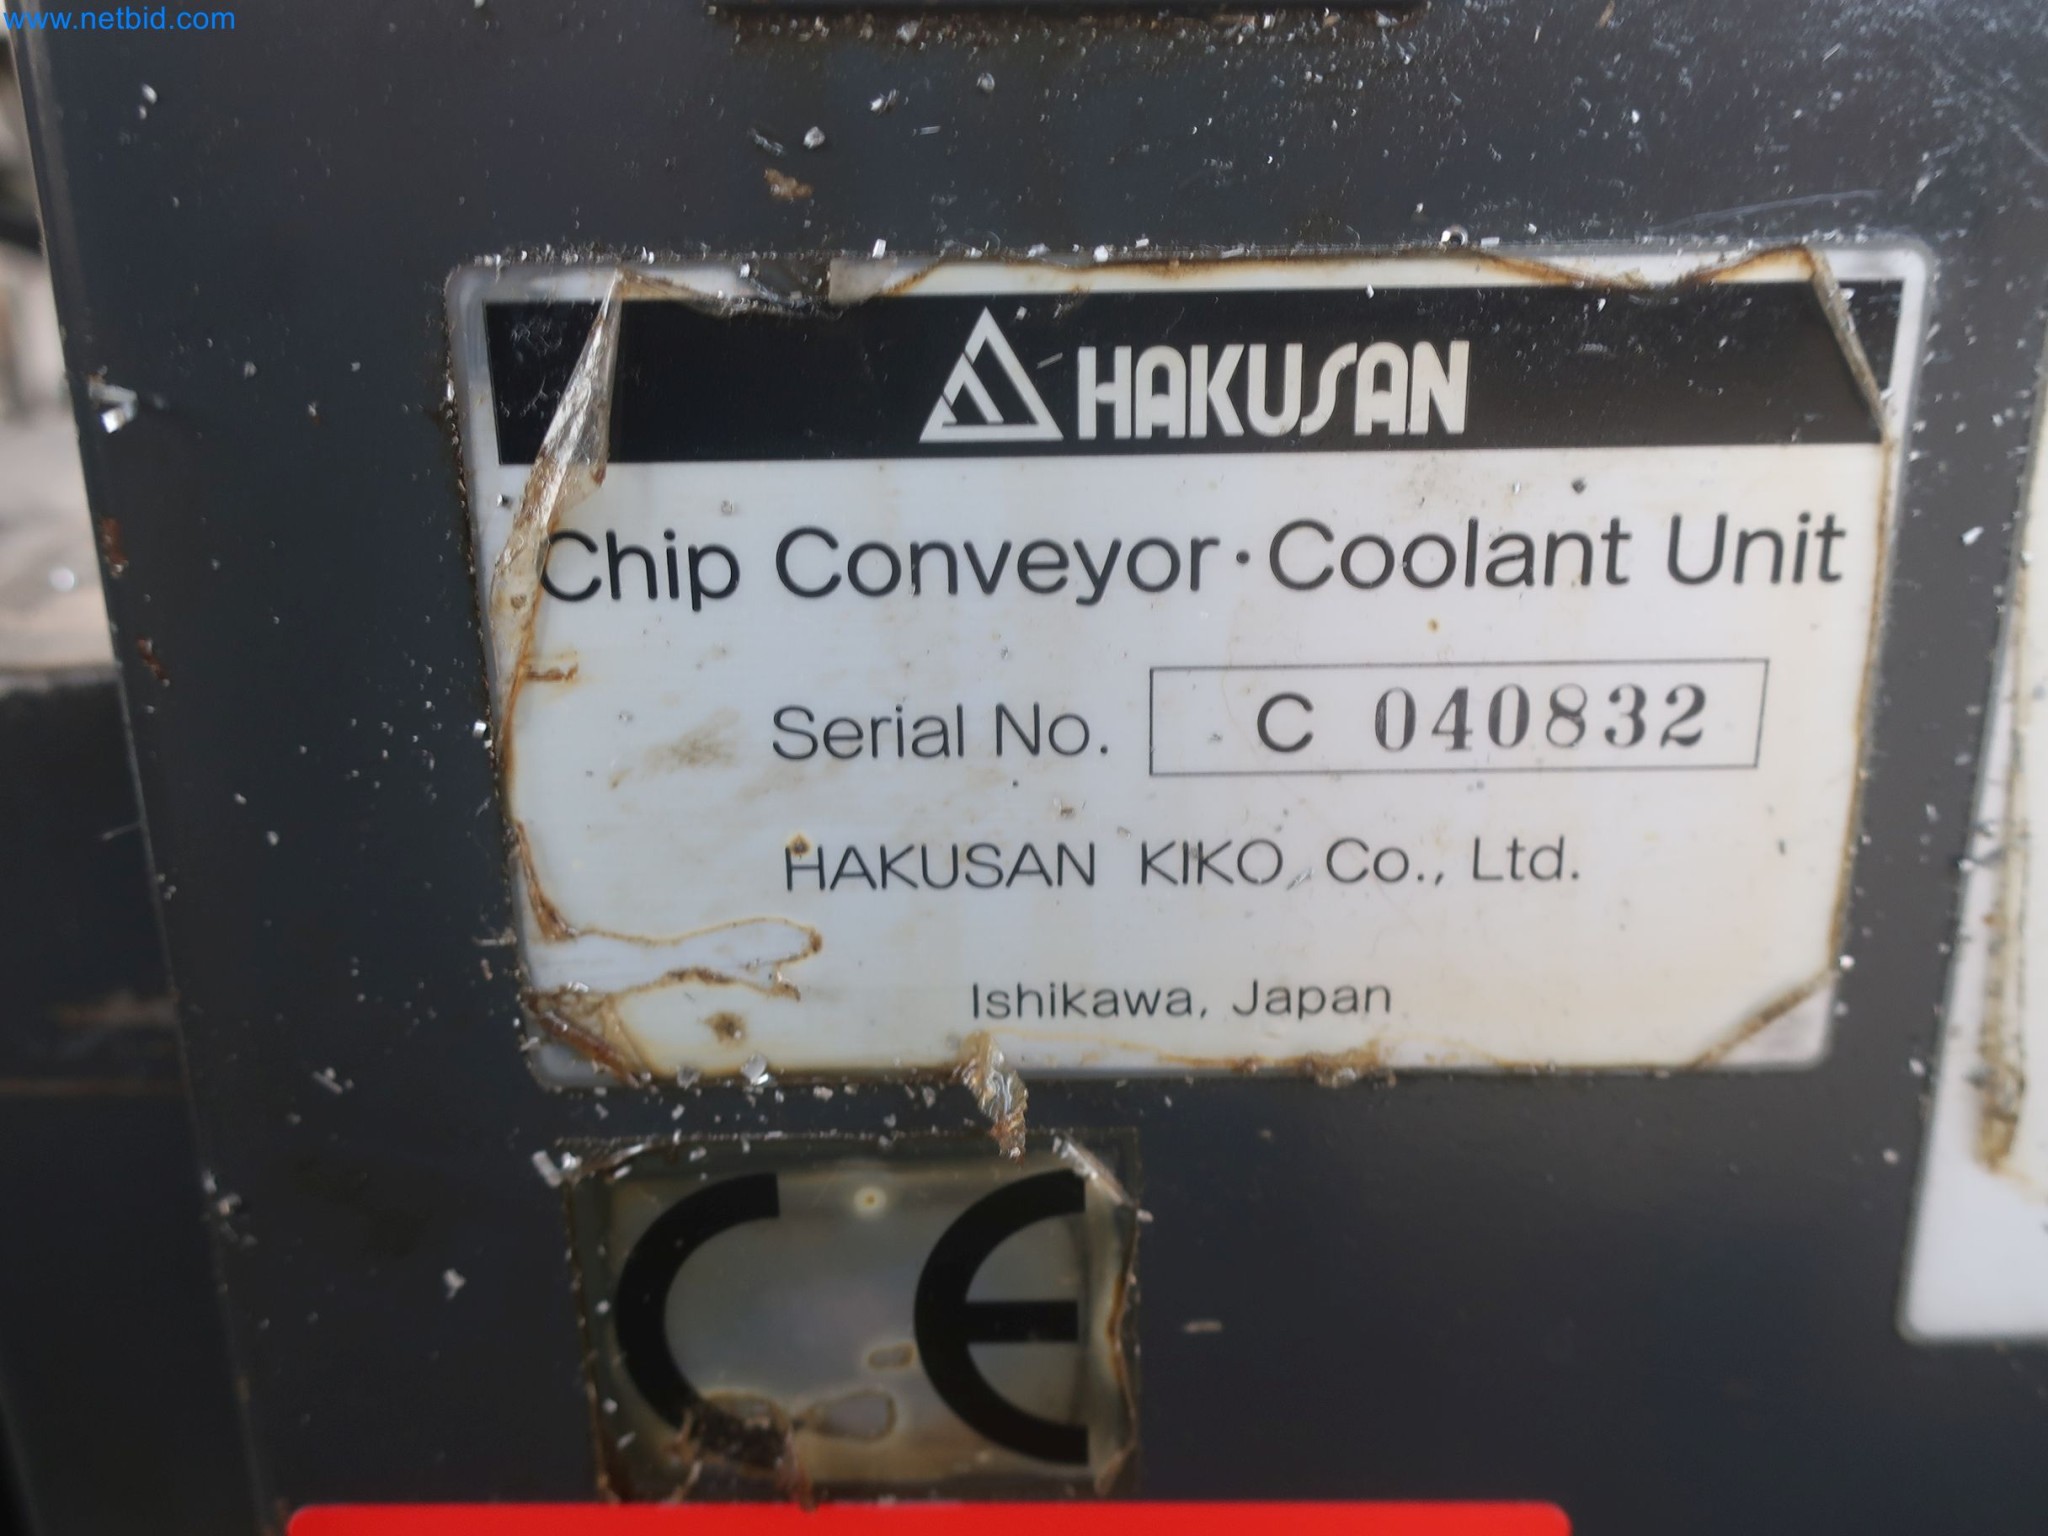 www.netbid.com
HAKUSAN
Chip Conveyor·Coolant Unit
Serial No. C 040832
HAKUSAN KIKO Co., Ltd.
Ishikawa, Japan
CE